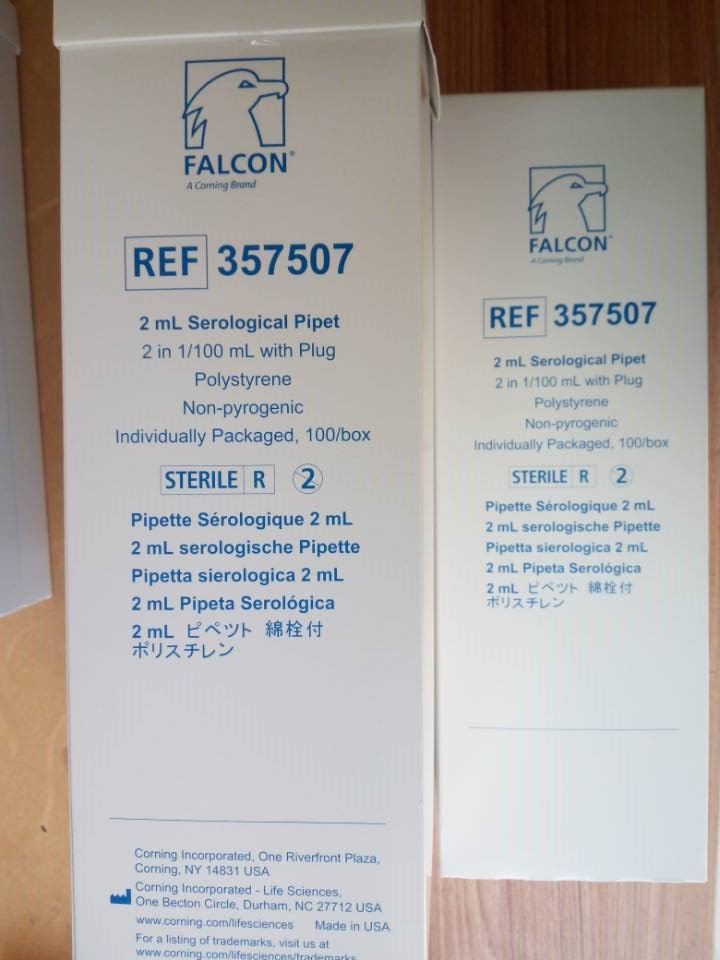 FALCON®
A Corning Brand
REF 357507
2 mL Serological Pipet
2 in 1/100 mL with Plug
Polystyrene
Non-pyrogenic
Individually Packaged, 100/box
STERILE R 2
Pipette Sérologique 2 mL
2 mL serologische Pipette
Pipetta sierologica 2 mL
2 mL Pipeta Serológica
2 mL ピペット 綿栓付
ポリスチレン
Corning Incorporated, One Riverfront Plaza,
Corning, NY 14831 USA
Corning Incorporated - Life Sciences,
One Becton Circle, Durham, NC 27712 USA
www.corning.com/lifesciences Made in USA
For a listing of trademarks, visit us at
www.corning.com/lifesciences/trademarks
FALCON®
A Corning Brand
REF 357507
2 mL Serological Pipet
2 in 1/100 mL with Plug
Polystyrene
Non-pyrogenic
Individually Packaged, 100/box
STERILE R 2
Pipette Sérologique 2 mL
2 mL serologische Pipette
Pipetta sierologica 2 mL
2 mL Pipeta Serológica
2 mL ピペット 綿栓付
ポリスチレン